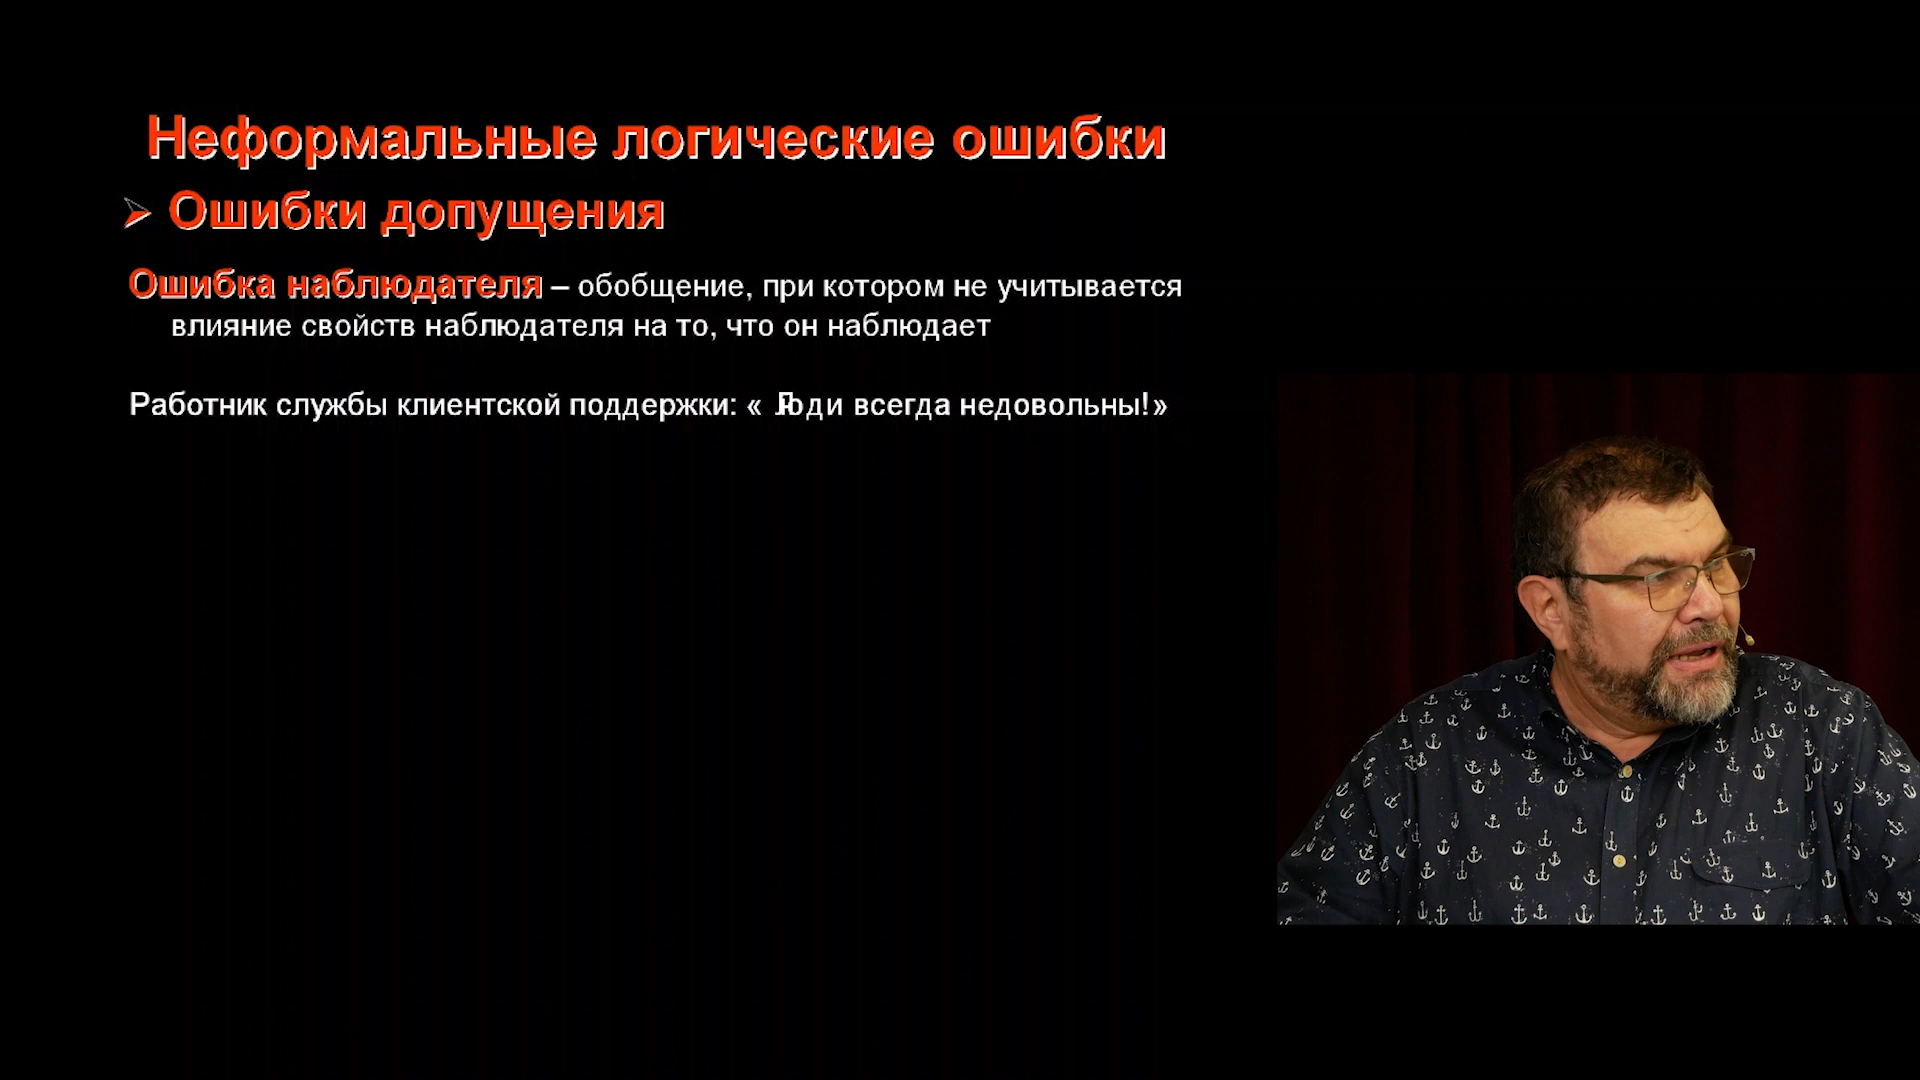 Неформальные логические ошибки
Ошибки допущения
Ошибка наблюдателя – обобщение, при котором не учитывается
влияние свойств наблюдателя на то, что он наблюдает
Работник службы клиентской поддержки: « Люди всегда недовольны!»